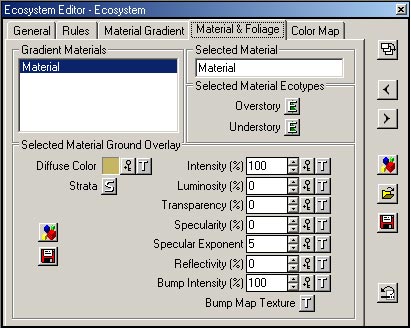 Ecosystem Editor - Ecosystem
General Rules Material Gradient Material & Foliage Color Map
Gradient Materials
Material
Selected Material
Material
Selected Material Ecotypes
Overstory E
Understory E
Selected Material Ground Overlay
Diffuse Color T
Strata
Intensity (%) 100 T
Luminosity (%) 0 T
Transparency (%) 0 T
Specularity (%) 0 T
Specular Exponent 5 T
Reflectivity (%) 0 T
Bump Intensity (%) 100 T
Bump Map Texture T